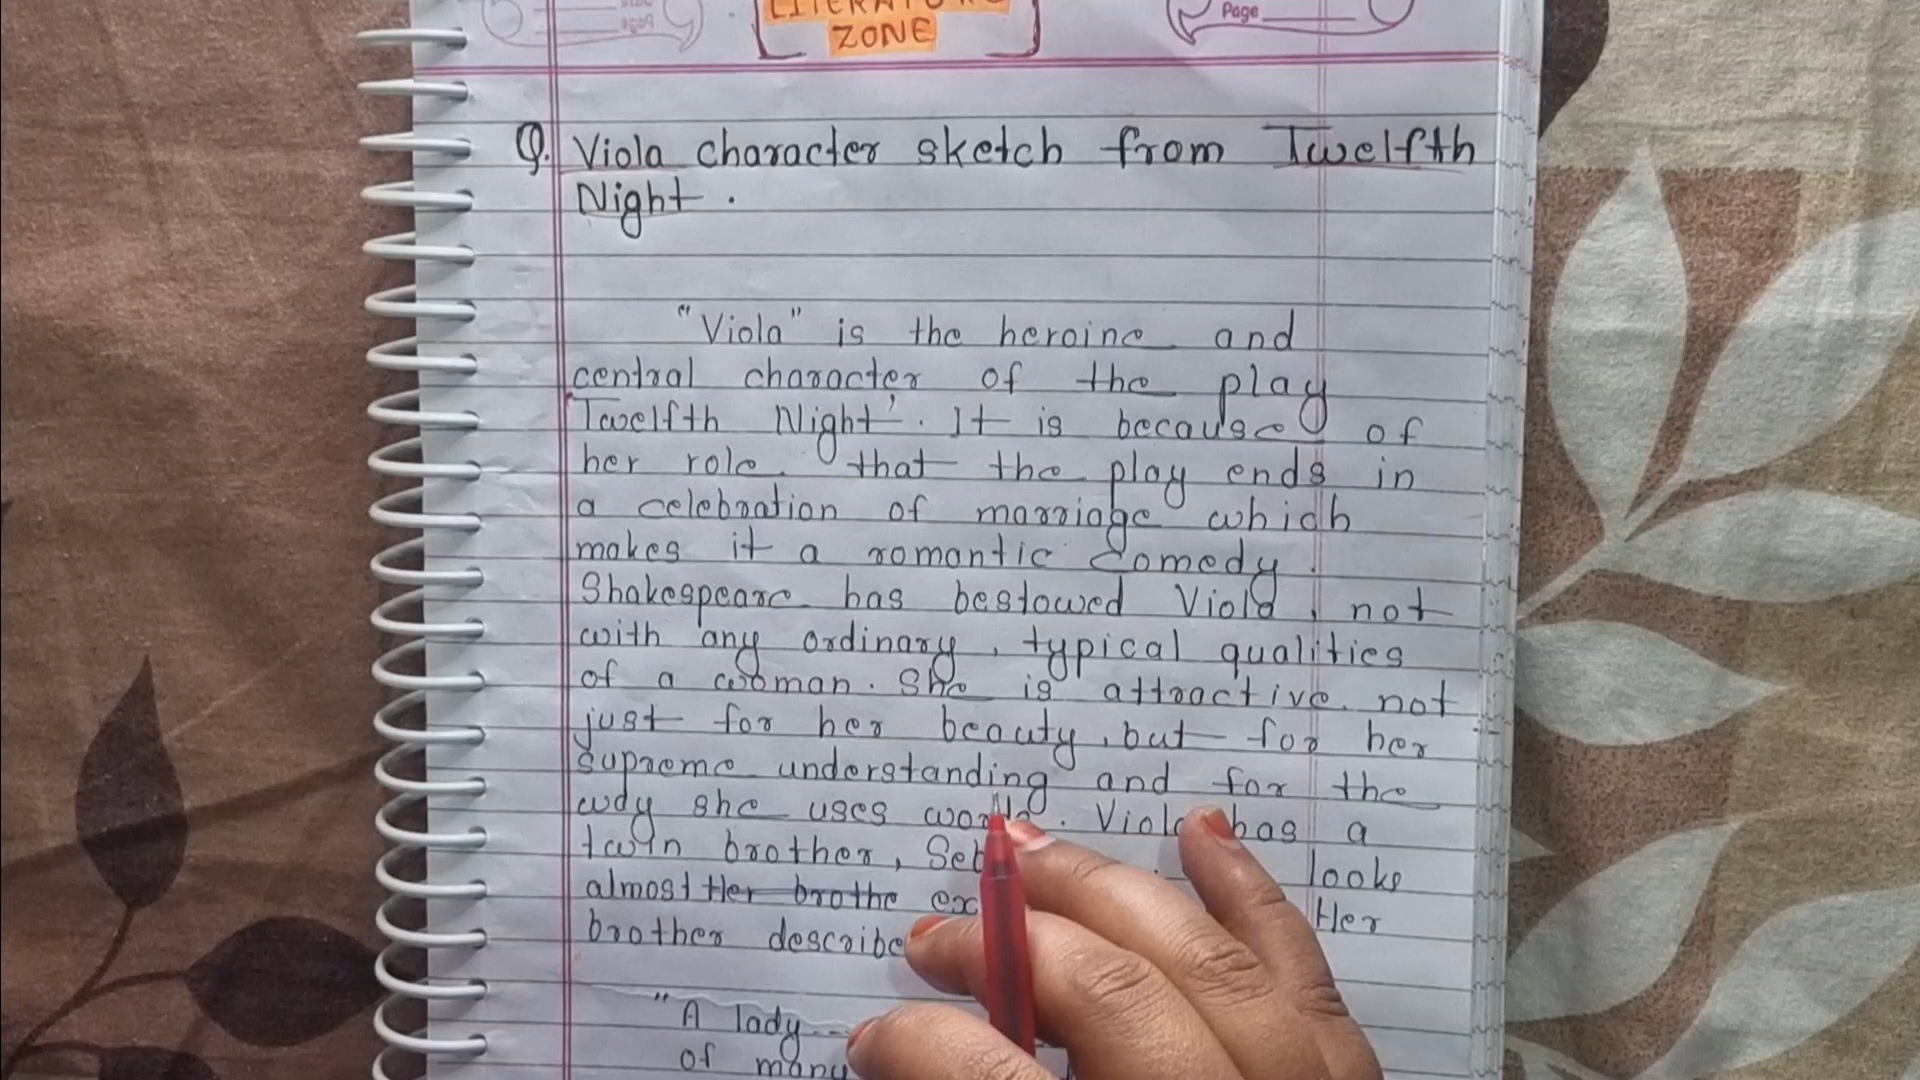 ZONE
Page
Q. Viola character sketch from Twelfth
Night.
"Viola" is the heroine and
central character of the play
'Twelfth Night'. It is because of
her role that the play ends in
a celebration of marriage which
makes it a romantic comedy.
Shakespeare has bestowed Viola, not
with any ordinary, typical qualities
of a woman. She is attractive not
just for her beauty, but for her
supreme understanding and for the
way she uses words. Viola has a
twin brother, looks
almost Her brothe Her
brother describe
"A lady
of many